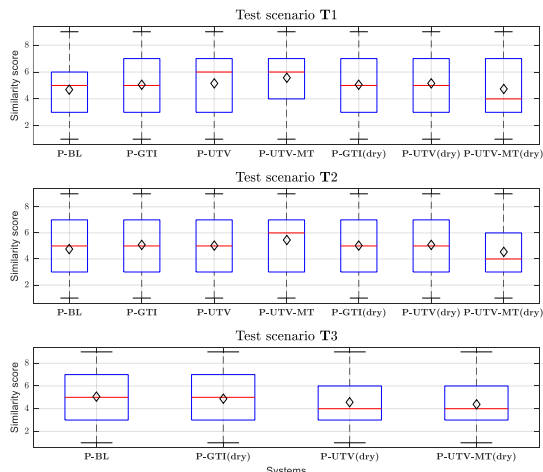 Test scenario T1
Similarity score
8
6
4
2
P-BL P-GTI P-UTV P-UTV-MT P-GTI(dry) P-UTV(dry) P-UTV-MT(dry)
Test scenario T2
Similarity score
8
6
4
2
P-BL P-GTI P-UTV P-UTV-MT P-GTI(dry) P-UTV(dry) P-UTV-MT(dry)
Test scenario T3
Similarity score
8
6
4
2
P-BL P-GTI(dry) P-UTV(dry) P-UTV-MT(dry)
Systems